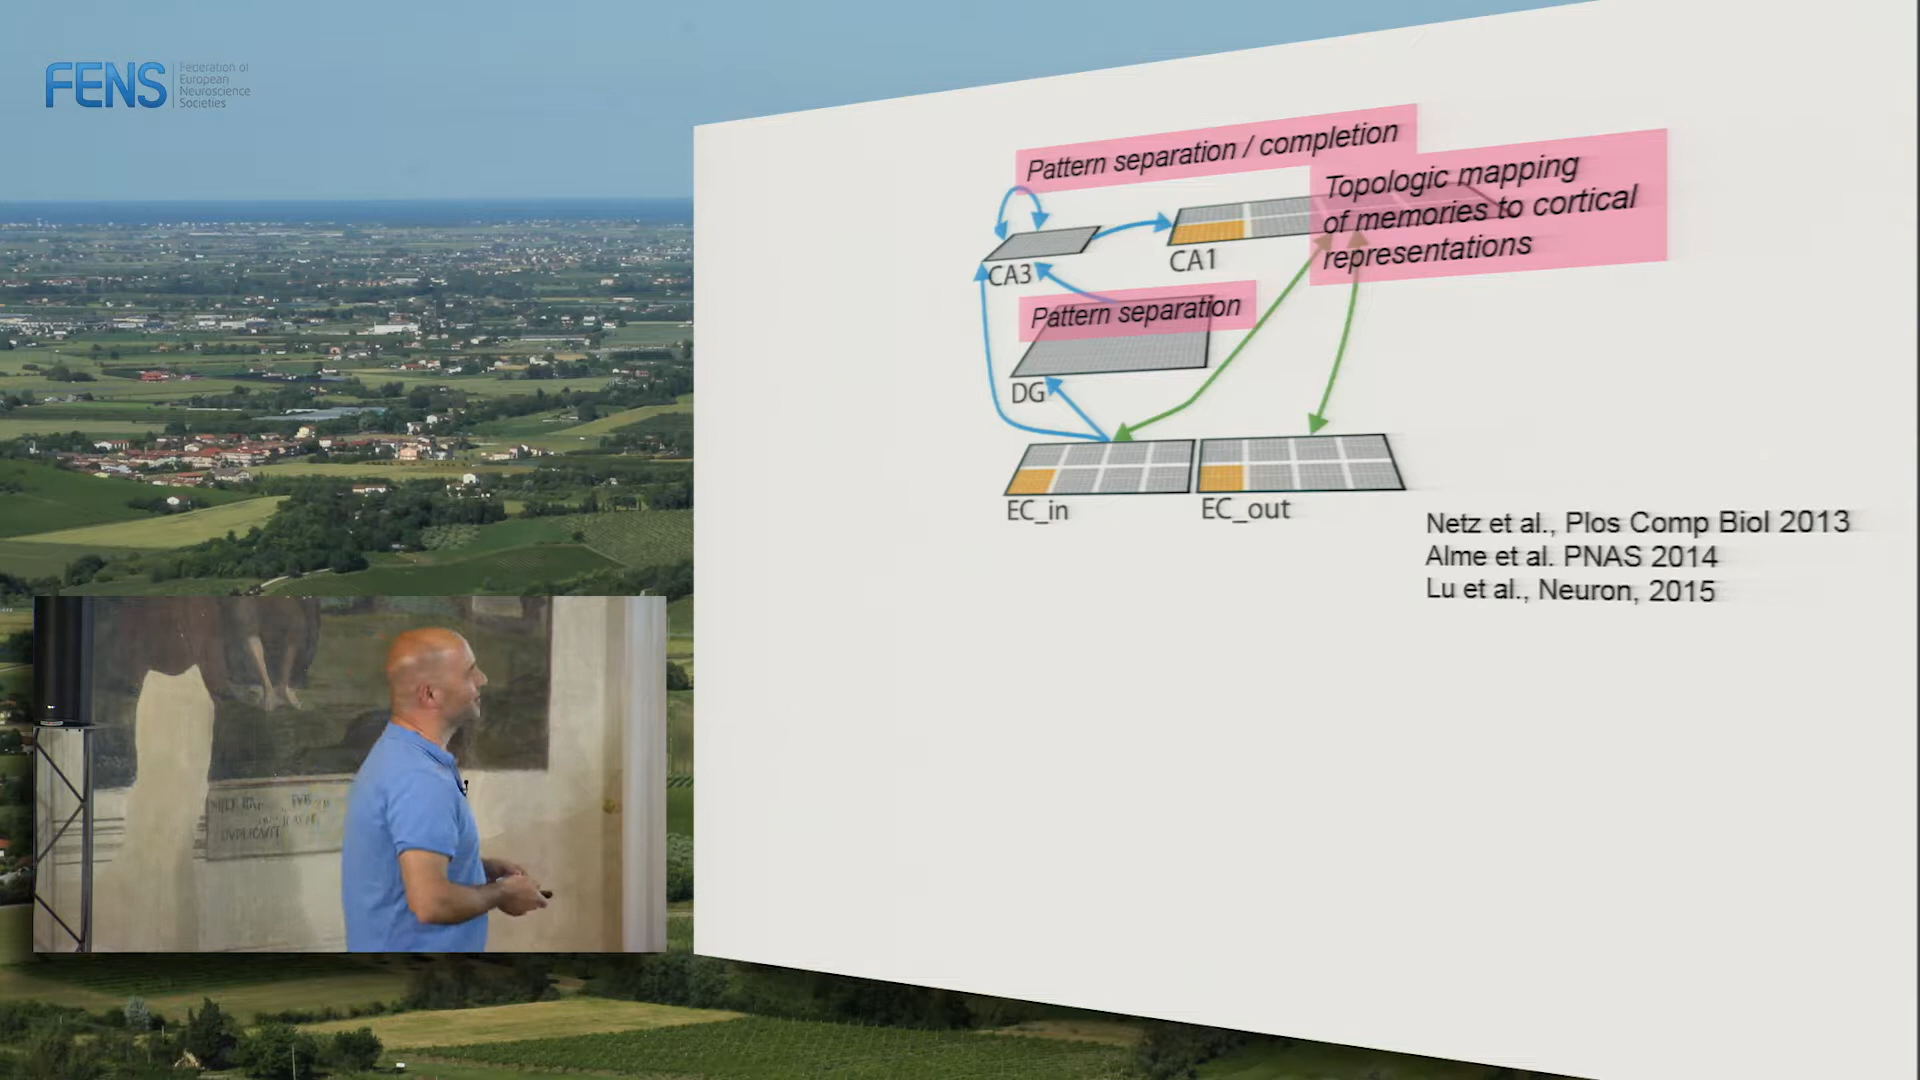 FENS
Federation of
European
Neuroscience
Societies
Pattern separation / completion
Topologic mapping
of memories to cortical
representations
CA3
CA1
Pattern separation
DG
EC_in
EC_out
Netz et al., Plos Comp Biol 2013
Alme et al. PNAS 2014
Lu et al., Neuron, 2015
DVPLICAVIT